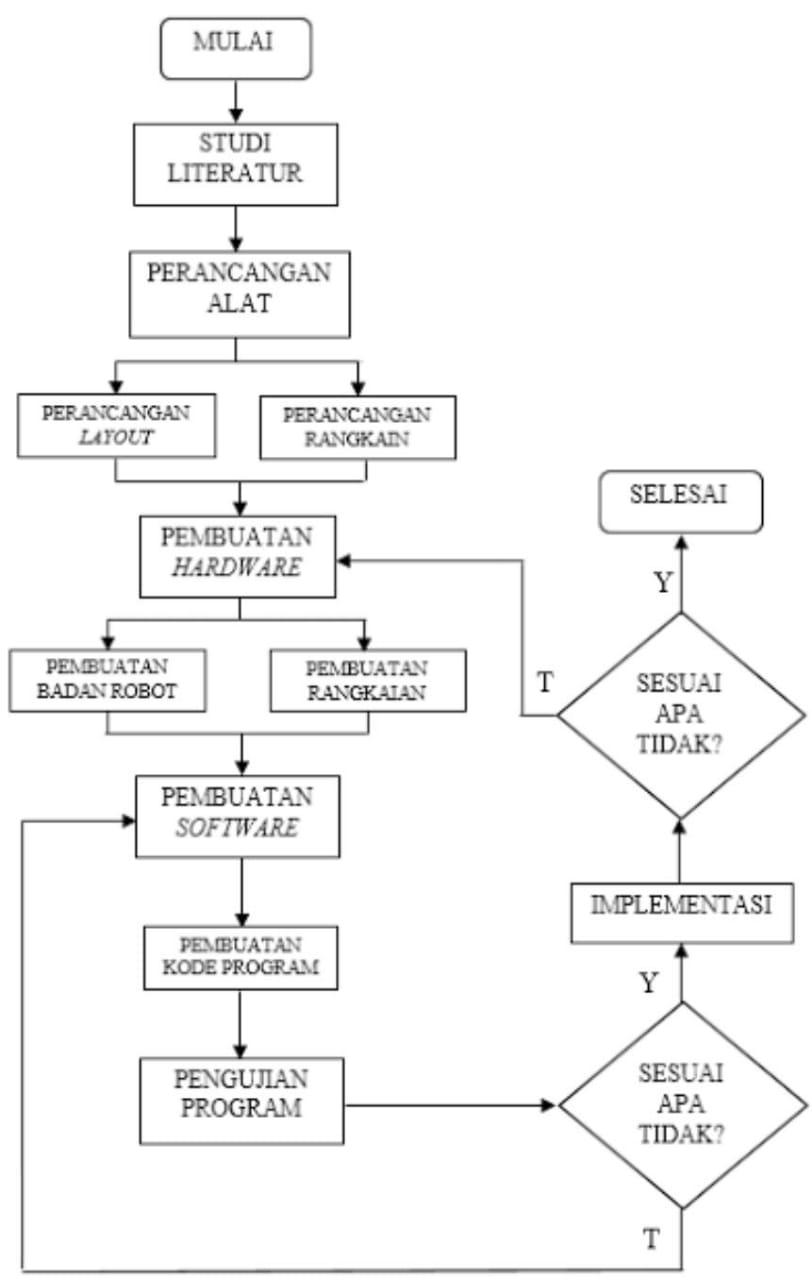 MULAI
STUDI
LITERATUR
PERANCANGAN
ALAT
PERANCANGAN
LAYOUT
PERANCANGAN
RANGKAIN
PEMBUATAN
HARDWARE
PEMBUATAN
BADAN ROBOT
PEMBUATAN
RANGKAIAN
PEMBUATAN
SOFTWARE
PEMBUATAN
KODE PROGRAM
PENGUJIAN
PROGRAM
SESUAI
APA
TIDAK?
T
Y
IMPLEMENTASI
SESUAI
APA
TIDAK?
T
Y
SELESAI